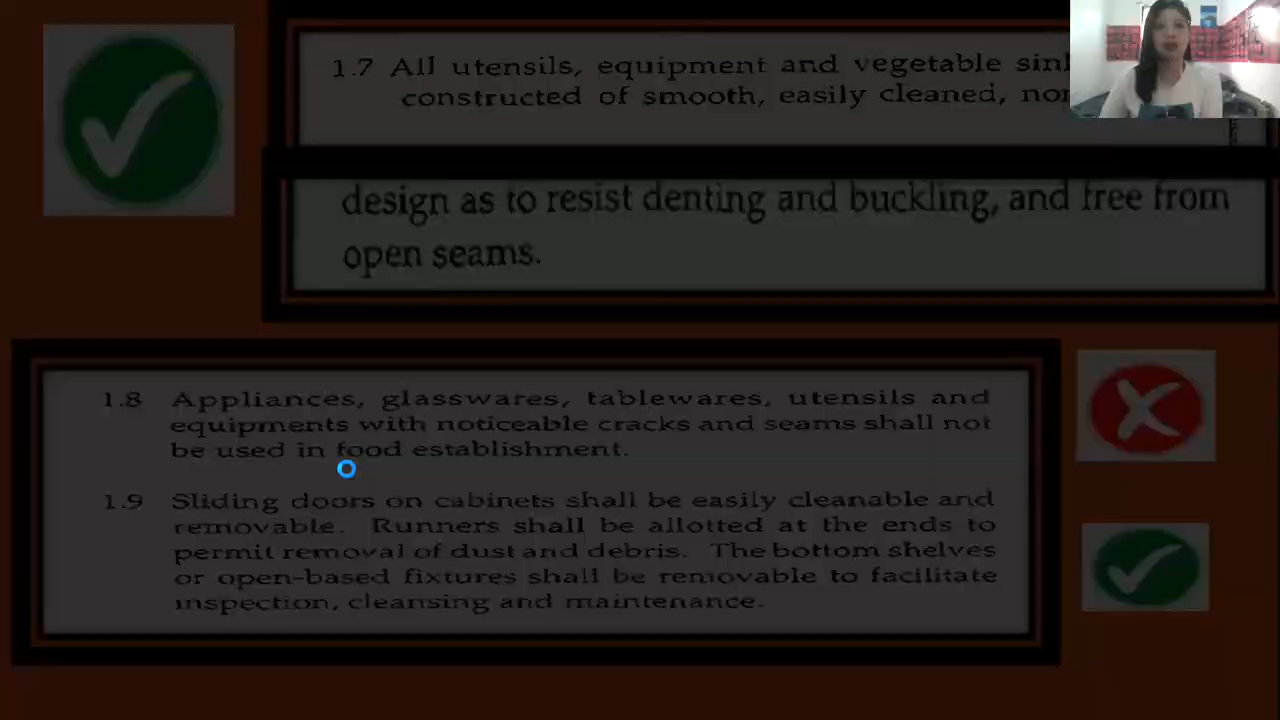 1.7 All utensils, equipment and vegetable
constructed of smooth, easily cleaned,
design as to resist denting and buckling, and free from
open seams.
1.8 Appliances, glasswares, tablewares, utensils and
equipments with noticeable cracks and seams shall not
be used in food establishment.
1.9 Sliding doors on cabinets shall be easily cleanable and
removable. Runners shall be allotted at the ends to
permit removal of dust and debris. The bottom shelves
or open-based fixtures shall be removable to facilitate
inspection, cleansing and maintenance.